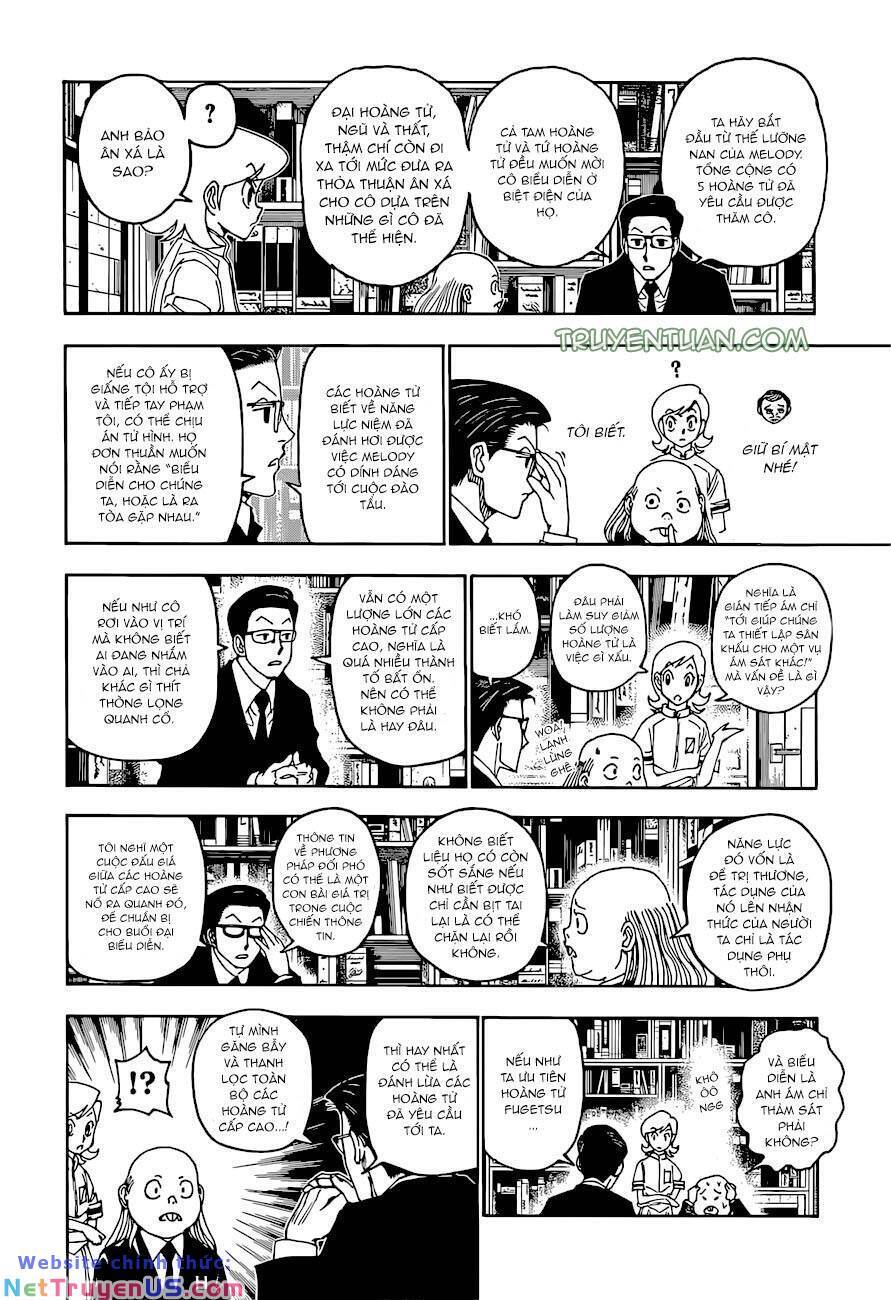 TA HÃY BẮT
ĐẦU TỪ THẾ LƯỠNG
NAN CỦA MELODY.
TỔNG CỘNG CÓ
5 HOÀNG TỬ ĐÃ
YÊU CẦU ĐƯỢC
THĂM CÔ.
CẢ TAM HOÀNG
TỬ VÀ TỨ HOÀNG
TỬ ĐỀU MUỐN MỜI
CÔ BIỂU DIỄN Ở
BIỆT ĐIỆN CỦA
HỌ.
ĐẠI HOÀNG TỬ,
NGŨ VÀ THẤT,
THẬM CHÍ CÒN ĐI
XA TỚI MỨC ĐƯA RA
THỎA THUẬN ÂN XÁ
CHO CÔ DỰA TRÊN
NHỮNG GÌ CÔ ĐÃ
THỂ HIỆN.
?
ANH BẢO
ÂN XÁ LÀ
SAO?
TRUYENTUAN.COM
GIỮ BÍ MẬT
NHÉ!
?
TÔI BIẾT.
CÁC HOÀNG TỬ
BIẾT VỀ NĂNG
LỰC NIỆM ĐÃ
ĐÁNH HƠI ĐƯỢC
VIỆC MELODY
CÓ DÍNH DÁNG
TỚI CUỘC ĐÀO
TẨU.
NẾU CÔ ẤY BỊ
GIÁNG TỘI HỖ TRỢ
VÀ TIẾP TAY PHẠM
TỘI, CÓ THỂ CHỊU
ÁN TỬ HÌNH. HỌ
ĐƠN THUẦN MUỐN
NÓI RẰNG "BIỂU
DIỄN CHO CHÚNG
TA, HOẶC LÀ RA
TÒA GẶP NHAU."
NGHĨA LÀ
GIÁN TIẾP ÁM CHỈ
"TỚI GIÚP CHÚNG
TA THIẾT LẬP SÂN
KHẤU CHO MỘT VỤ
ÁM SÁT KHÁC!"
MÀ VẤN ĐỀ LÀ GÌ
VẬY?
ĐÂU PHẢI
LÀM SUY GIẢM
SỐ LƯỢNG
HOÀNG TỬ LÀ
VIỆC GÌ XẤU.
WOA,
LẠNH
LÙNG
GHÊ
...KHÓ
BIẾT LẮM.
VẪN CÓ MỘT
LƯỢNG LỚN CÁC
HOÀNG TỬ CẤP
CAO, NGHĨA LÀ
QUÁ NHIỀU THÀNH
TỐ BẤT ỔN.
NÊN CÓ THỂ
KHÔNG PHẢI
LÀ HAY ĐÂU.
NẾU NHƯ CÔ
RƠI VÀO VỊ TRÍ
MÀ KHÔNG BIẾT
AI ĐANG NHẮM
VÀO AI, THÌ CHẢ
KHÁC GÌ THÍT
THÒNG LỌNG
QUANH CỔ.
NĂNG LỰC
ĐÓ VỐN LÀ
ĐỂ TRỊ THƯƠNG,
TÁC DỤNG CỦA
NÓ LÊN NHẬN
THỨC CỦA NGƯỜI
TA CHỈ LÀ TÁC
DỤNG PHỤ
THÔI.
KHÔNG BIẾT
LIỆU HỌ CÓ CÒN
SỐT SẮNG NẾU
NHƯ BIẾT ĐƯỢC
CHỈ CẦN BỊT TAI
LẠI LÀ CÓ THỂ
CHẶN LẠI RỒI
KHÔNG.
THÔNG TIN
VỀ PHƯƠNG
PHÁP ĐỐI PHÓ
CÓ THỂ LÀ MỘT
CON BÀI GIÁ TRỊ
TRONG CUỘC
CHIẾN THÔNG
TIN.
TÔI NGHĨ MỘT
CUỘC ĐẤU GIÁ
GIỮA CÁC HOÀNG
TỬ CẤP CAO SẼ
NỔ RA QUANH ĐÓ,
ĐỂ CHUẨN BỊ
CHO BUỔI ĐẠI
BIỂU DIỄN.
VÀ BIỂU
DIỄN LÀ
ANH ÁM CHỈ
THẢM SÁT
PHẢI
KHÔNG?
KHÔ
ÔÔ
NGG
NẾU NHƯ
TA ƯU TIÊN
HOÀNG TỬ
FUGETSU
...
THÌ HAY NHẤT
CÓ THỂ LÀ
ĐÁNH LỪA CÁC
HOÀNG TỬ
ĐÃ YÊU CẦU
TỚI TA.
TỰ MÌNH
GĂNG BẪY
VÀ THANH
LỌC TOÀN
BỘ CÁC
HOÀNG TỬ
CẤP CAO...!
!?
Website chính thức:
NetTruyenUS.com